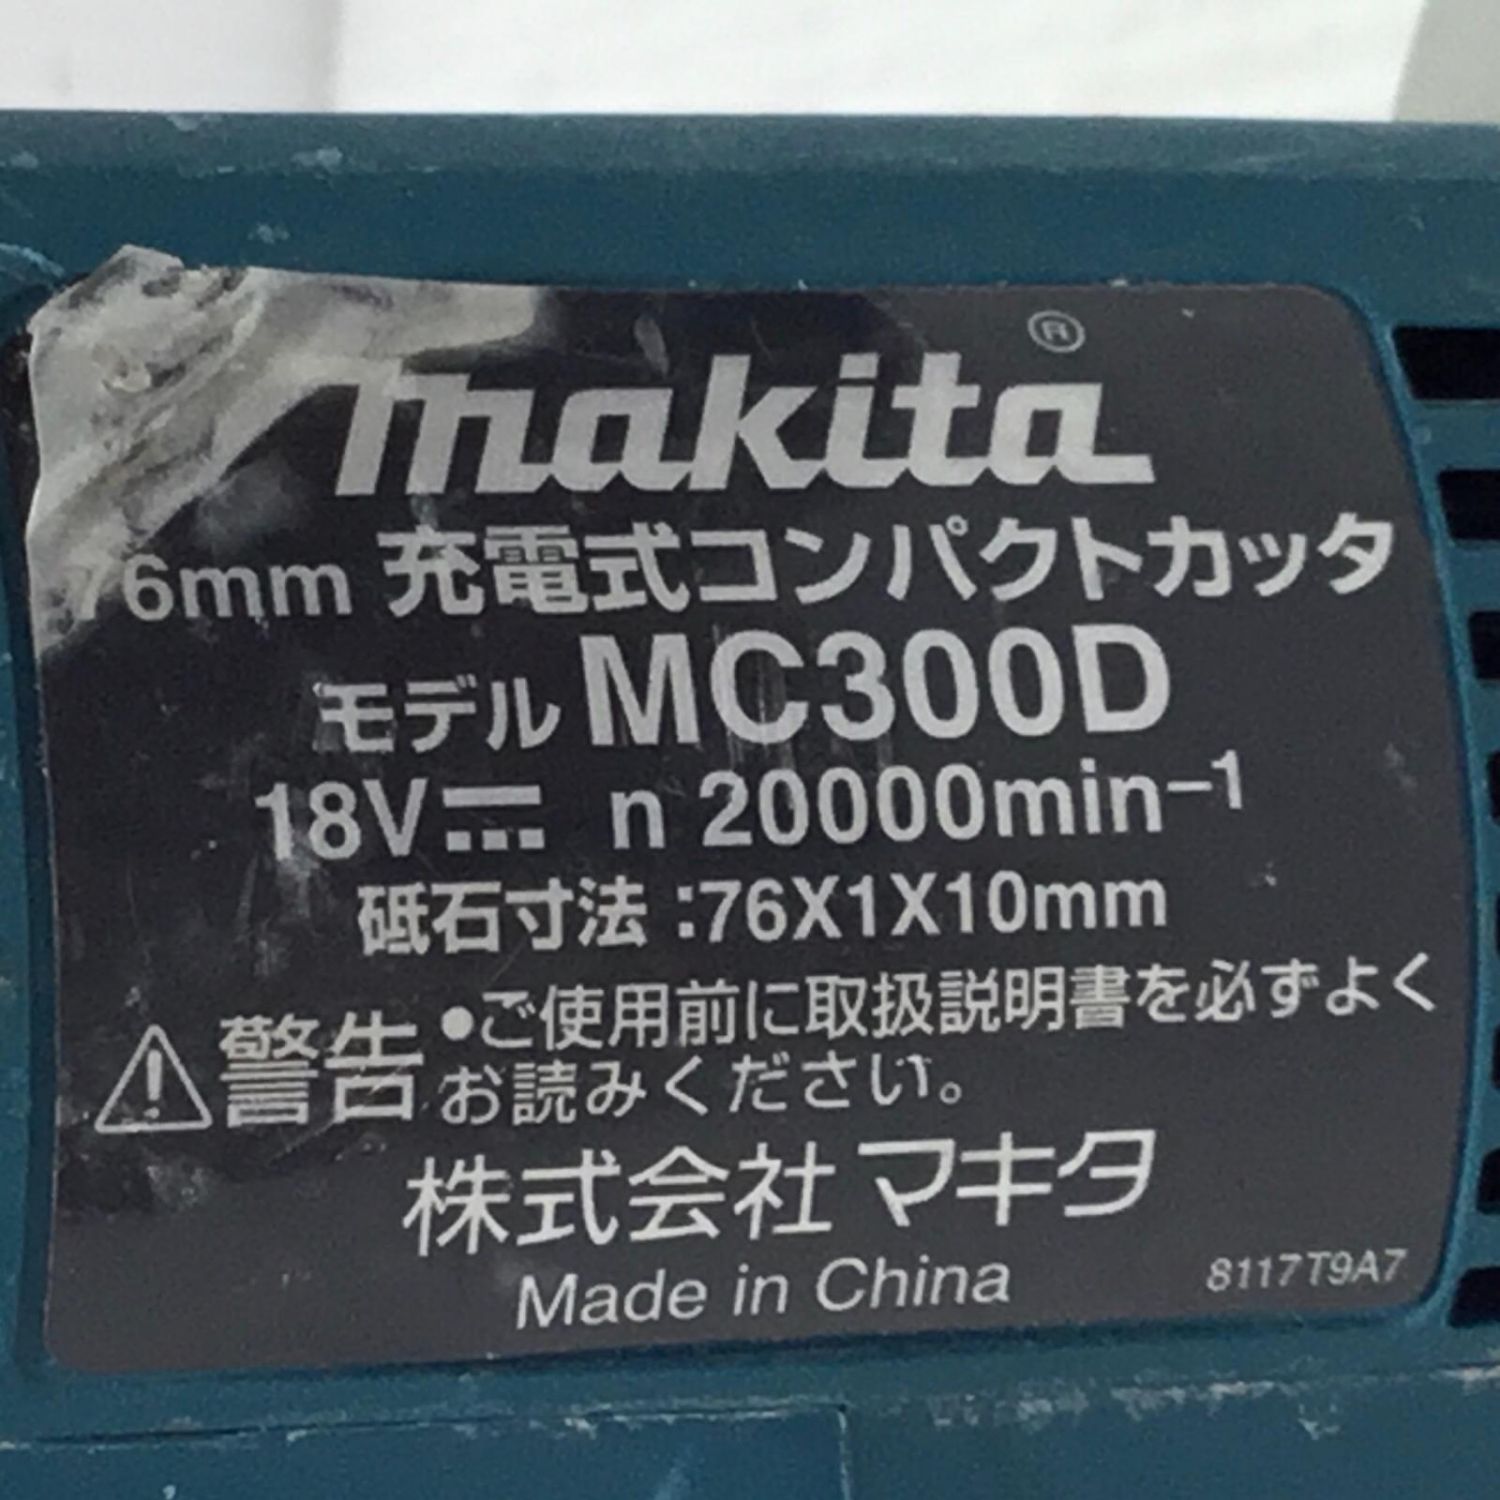 makita®
76mm 充電式コンパクトカッタ
モデル MC300D
18V⎓ n 20000min⁻¹
砥石寸法:76X1X10mm
⚠警告 •ご使用前に取扱説明書を必ずよく
お読みください。
株式会社マキタ
Made in China 8117T9A7